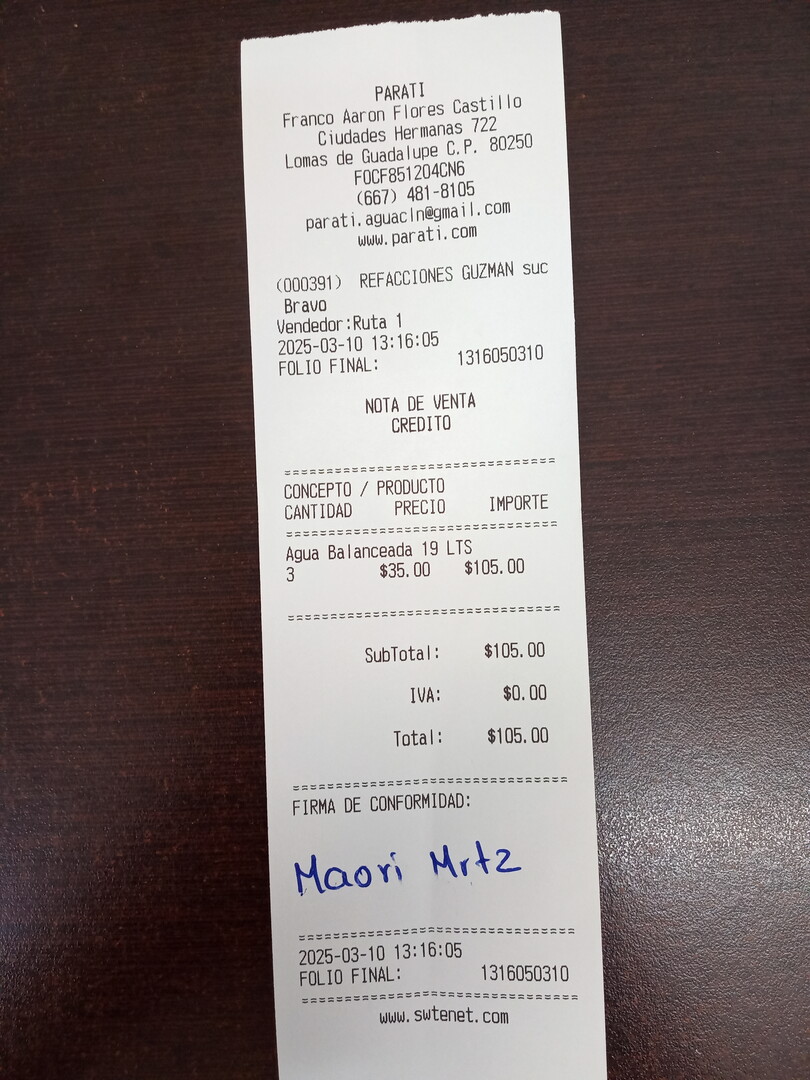 PARATI
Franco Aaron Flores Castillo
Ciudades Hermanas 722
Lomas de Guadalupe C.P. 80250
FOCF851204CN6
(667) 481-8105
parati.aguacln@gmail.com
www.parati.com
(000391) REFACCIONES GUZMAN suc
Bravo
Vendedor:Ruta 1
2025-03-10 13:16:05
FOLIO FINAL: 1316050310
NOTA DE VENTA
CREDITO
================================
CONCEPTO / PRODUCTO
CANTIDAD PRECIO IMPORTE
================================
Agua Balanceada 19 LTS
3 $35.00 $105.00
================================
SubTotal: $105.00
IVA: $0.00
Total: $105.00
================================
FIRMA DE CONFORMIDAD:
Maori Mrtz
================================
2025-03-10 13:16:05
FOLIO FINAL: 1316050310
================================
www.swtenet.com